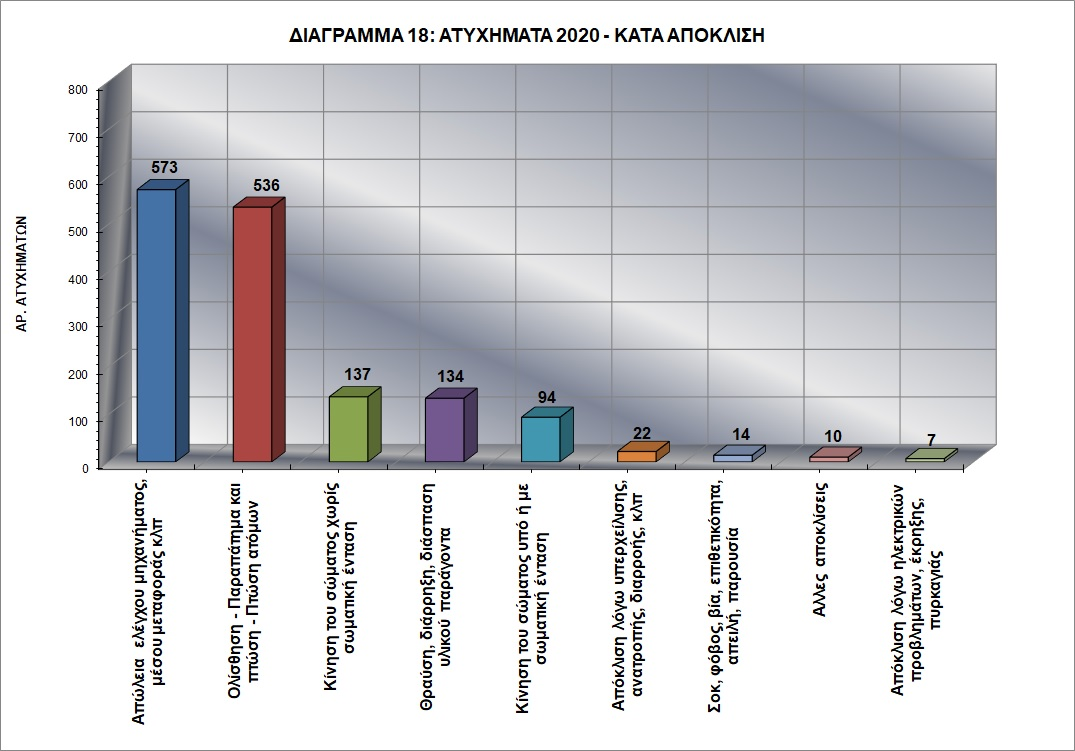 ΔΙΑΓΡΑΜΜΑ 18: ΑΤΥΧΗΜΑΤΑ 2020 - ΚΑΤΑ ΑΠΟΚΛΙΣΗ
ΑΡ. ΑΤΥΧΗΜΑΤΩΝ
800
700
600
500
400
300
200
100
0
573
536
137
134
94
22
14
10
7
Απώλεια ελέγχου μηχανήματος,
μέσου μεταφοράς κλπ
Ολίσθηση - Παραπάτημα και
πτώση - Πτώση ατόμων
Κίνηση του σώματος χωρίς
σωματική ένταση
Θραύση, διάρρηξη, διάσπαση
υλικού παράγοντα
Κίνηση του σώματος υπό ή με
σωματική ένταση
Απόκλιση λόγω υπερχείλισης,
ανατροπής, διαρροής, κλπ
Σοκ, φόβος, βία, επιθετικότητα,
απειλή, παρουσία
Αλλες αποκλίσεις
Απόκλιση λόγω ηλεκτρικών
προβλημάτων, έκρηξης,
πυρκαγιάς